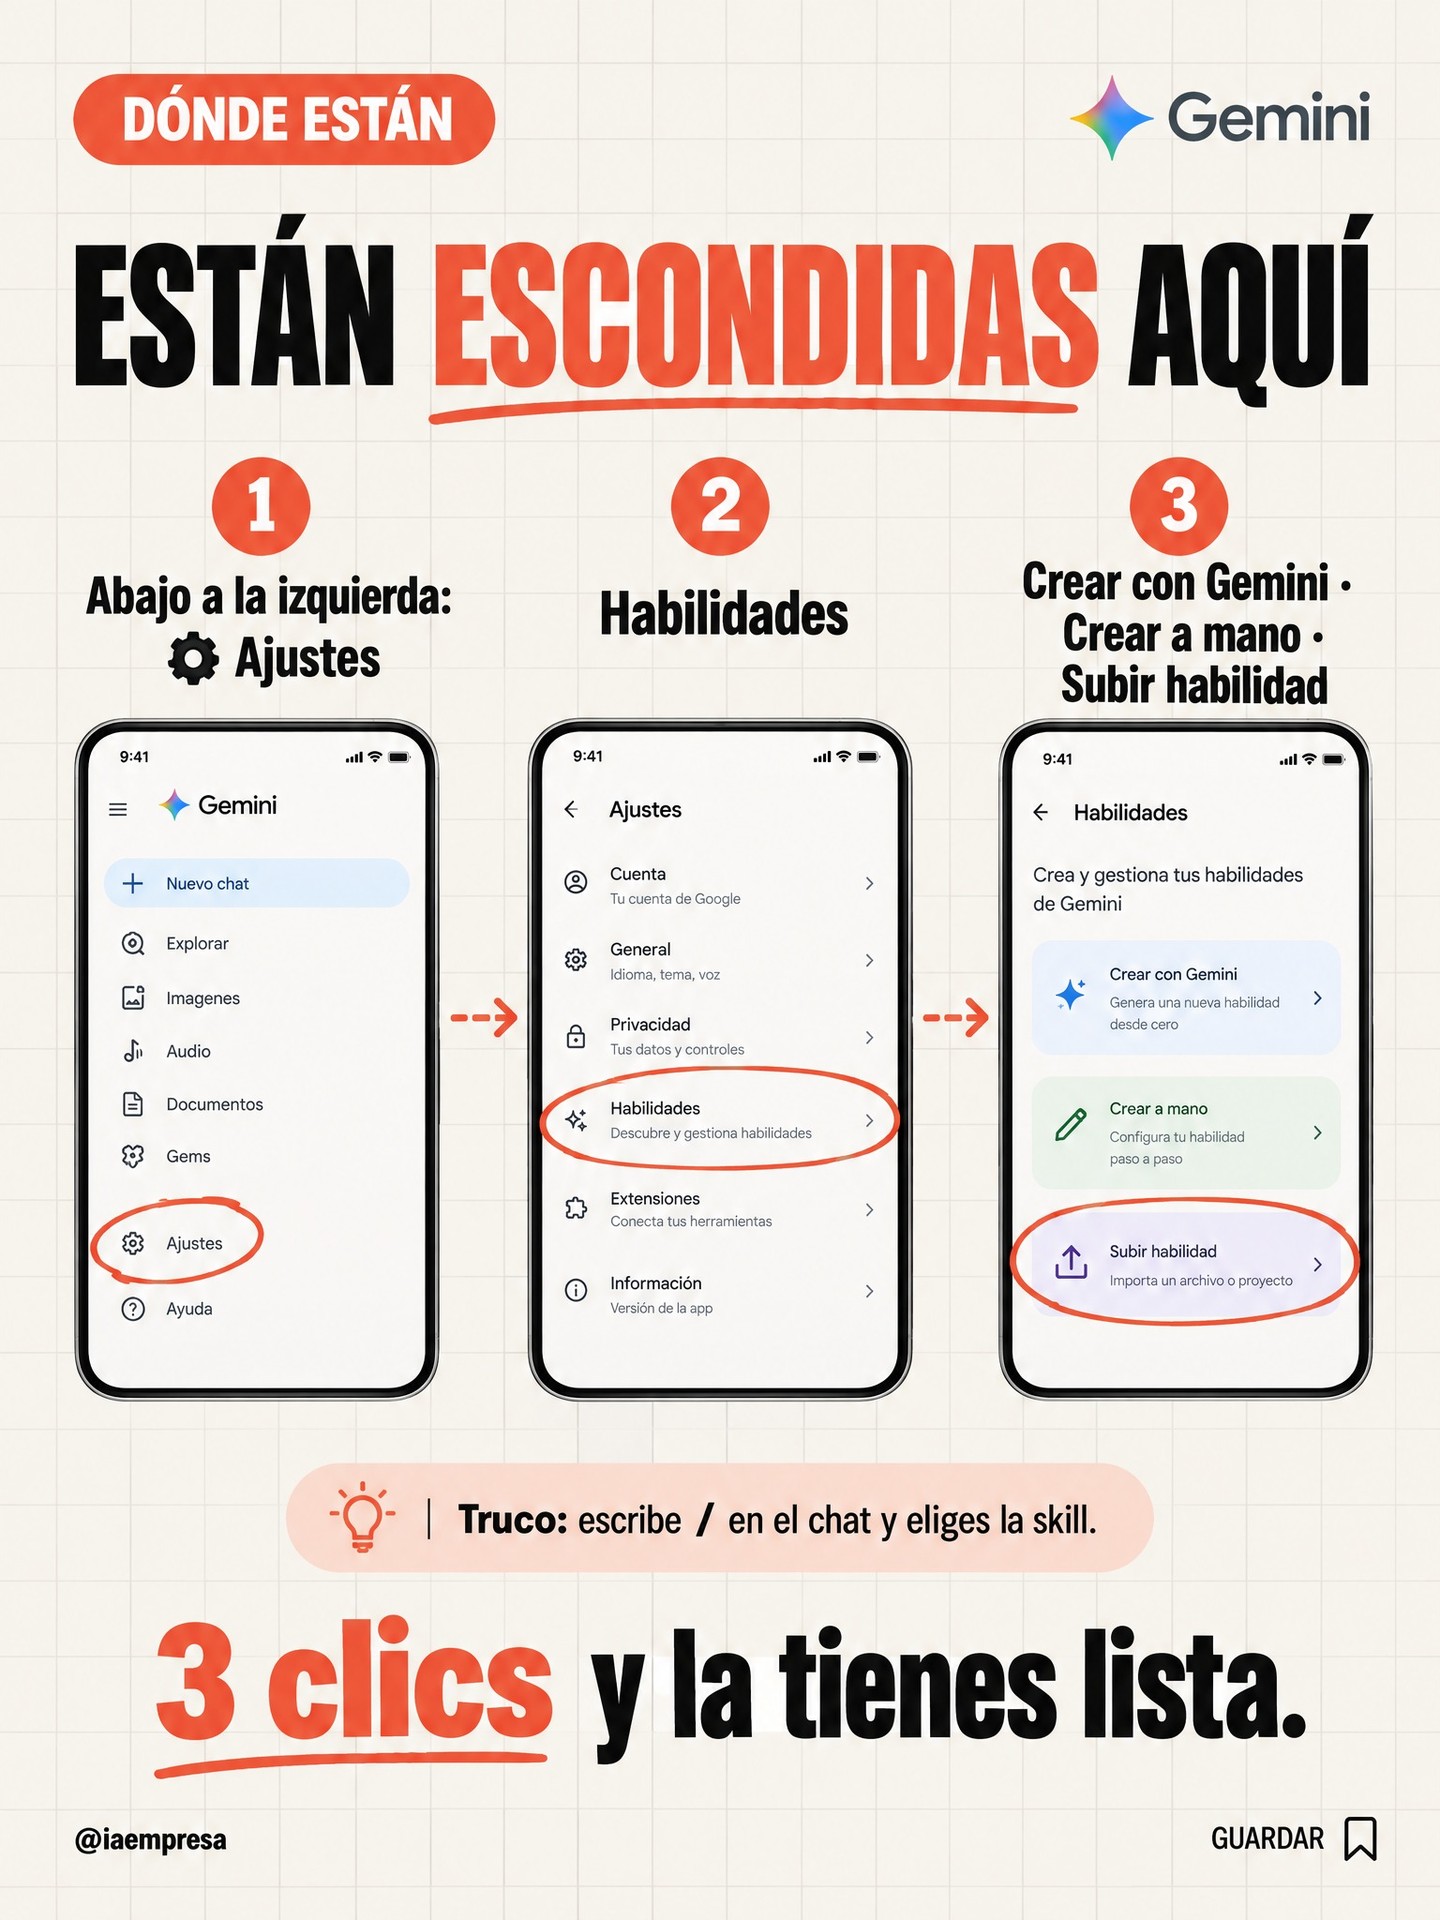 DÓNDE ESTÁN
Gemini
ESTÁN ESCONDIDAS AQUÍ
1
Abajo a la izquierda:
Ajustes
2
Habilidades
3
Crear con Gemini ·
Crear a mano ·
Subir habilidad
9:41
Gemini
Nuevo chat
Explorar
Imagenes
Audio
Documentos
Gems
Ajustes
Ayuda
9:41
Ajustes
Cuenta
Tu cuenta de Google
General
Idioma, tema, voz
Privacidad
Tus datos y controles
Habilidades
Descubre y gestiona habilidades
Extensiones
Conecta tus herramientas
Información
Versión de la app
9:41
Habilidades
Crea y gestiona tus habilidades
de Gemini
Crear con Gemini
Genera una nueva habilidad
desde cero
Crear a mano
Configura tu habilidad
paso a paso
Subir habilidad
Importa un archivo o proyecto
Truco: escribe / en el chat y eliges la skill.
3 clics y la tienes lista.
@iaempresa
GUARDAR